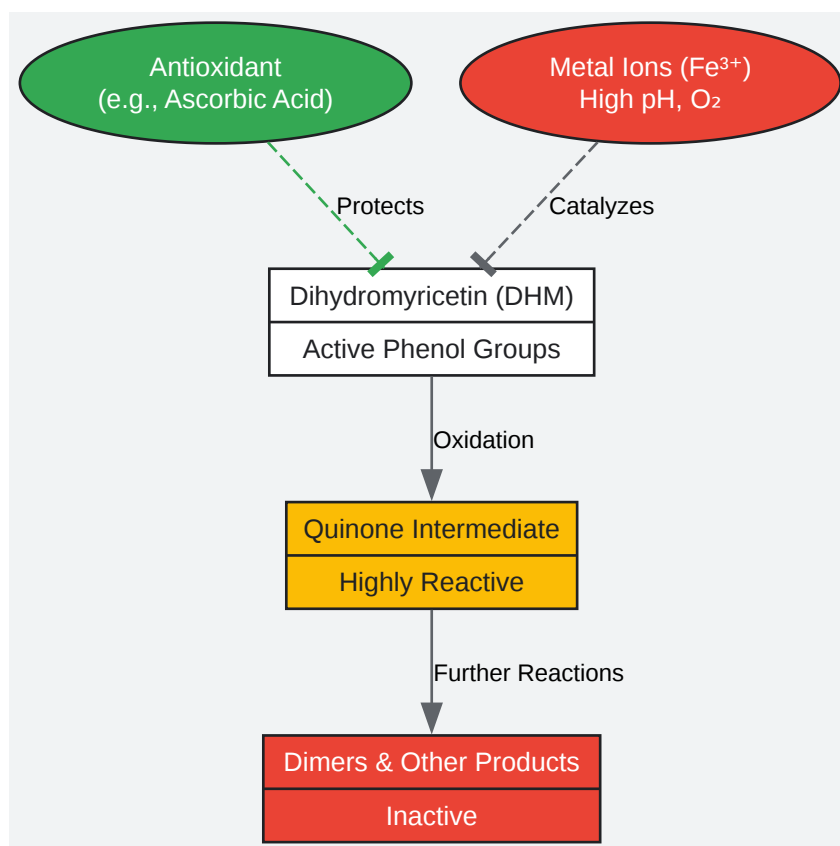 Antioxidant
(e.g., Ascorbic Acid)
Metal Ions (Fe³⁺)
High pH, O₂
Protects
Catalyzes
Dihydromyricetin (DHM)
Active Phenol Groups
Oxidation
Quinone Intermediate
Highly Reactive
Further Reactions
Dimers & Other Products
Inactive